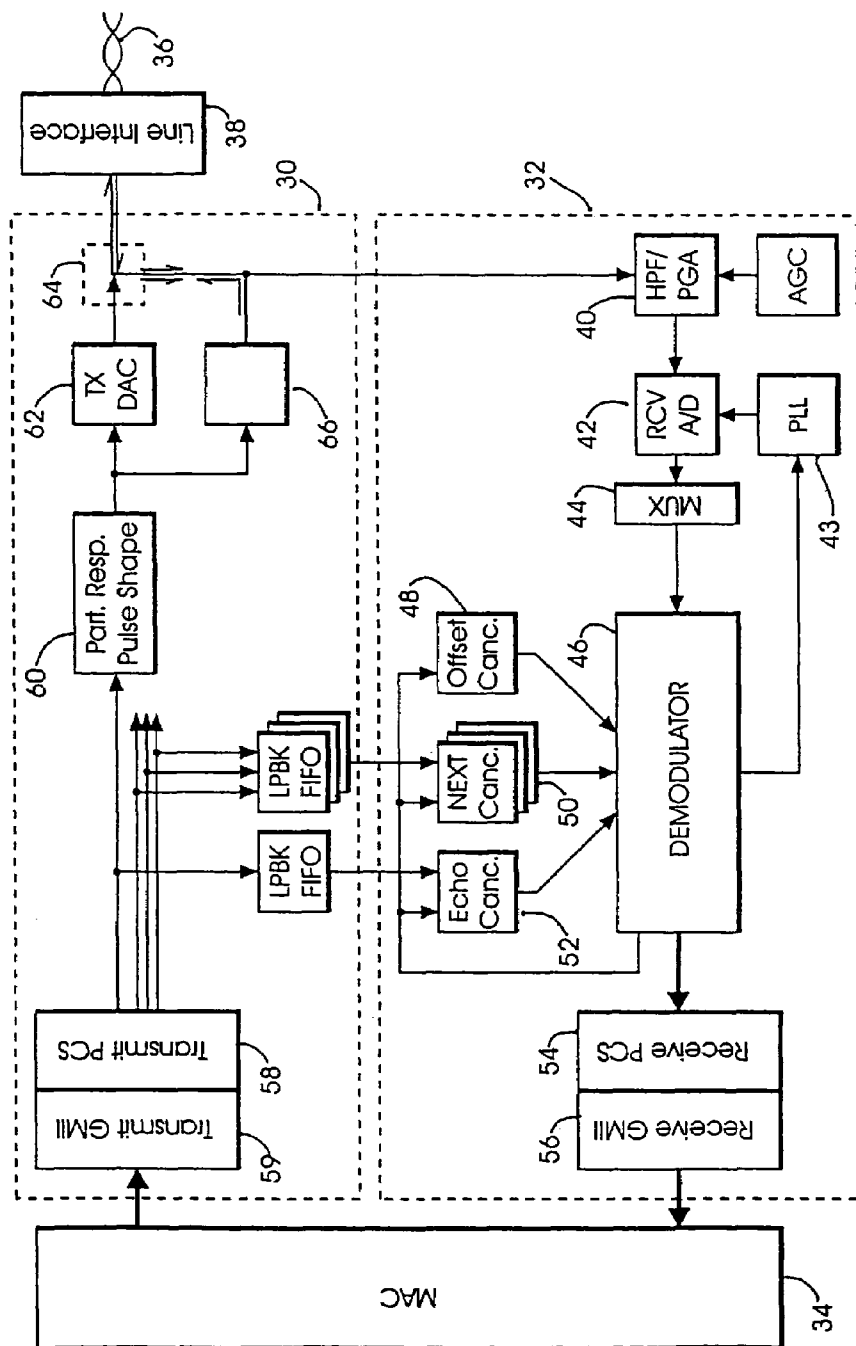 36
Line Interface
38
30
32
64
TX
DAC
62
66
HPF/
PGA
40
AGC
RCV
A/D
42
PLL
43
MUX
44
Part. Resp.
Pulse Shape
60
Offset
Canc.
48
LPBK
FIFO
NEXT
Canc.
50
LPBK
FIFO
Echo
Canc.
52
DEMODULATOR
46
Transmit PCS
58
Transmit GMII
59
Receive PCS
54
Receive GMII
56
MAC
34